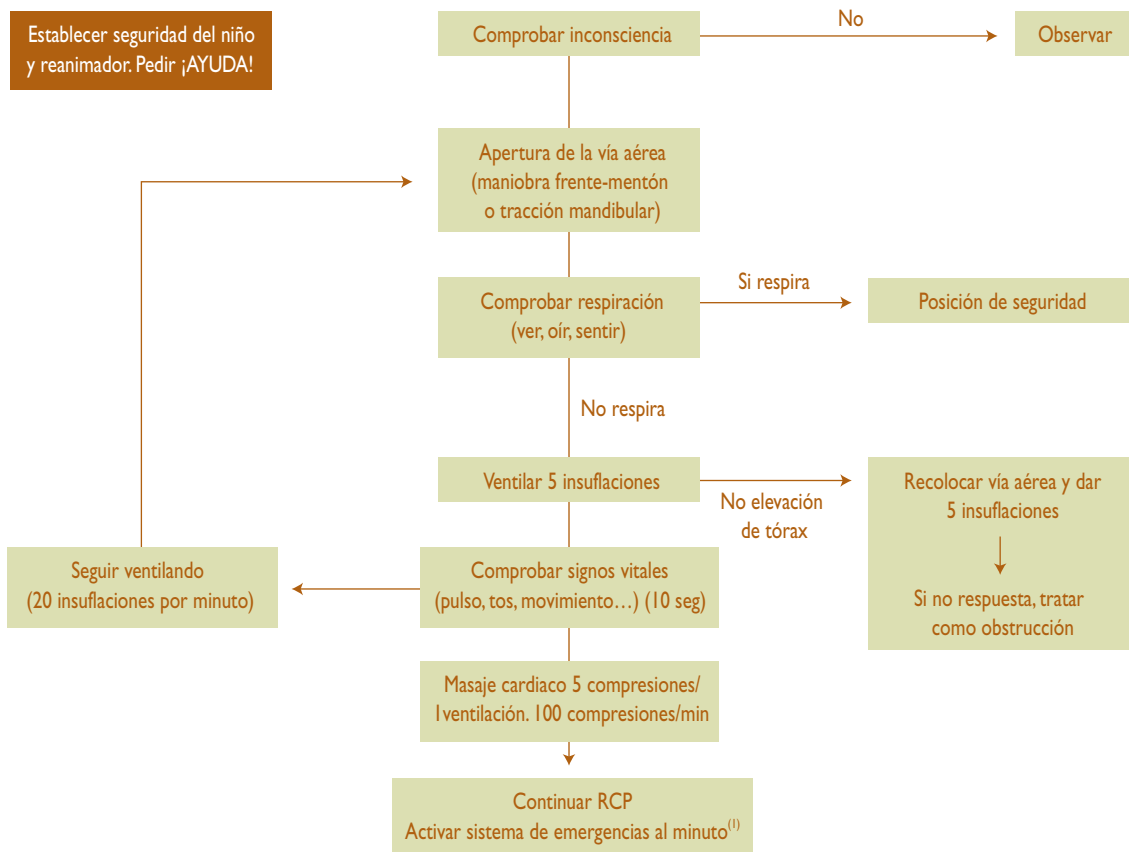 Establecer seguridad del niño
y reanimador. Pedir ¡AYUDA!
Comprobar inconsciencia
No
Observar
Apertura de la vía aérea
(maniobra frente-mentón
o tracción mandibular)
Comprobar respiración
(ver, oír, sentir)
Si respira
Posición de seguridad
No respira
Ventilar 5 insuflaciones
No elevación
de tórax
Recolocar vía aérea y dar
5 insuflaciones
Si no respuesta, tratar
como obstrucción
Comprobar signos vitales
(pulso, tos, movimiento…) (10 seg)
Seguir ventilando
(20 insuflaciones por minuto)
Masaje cardiaco 5 compresiones/
1ventilación. 100 compresiones/min
Continuar RCP
Activar sistema de emergencias al minuto(1)